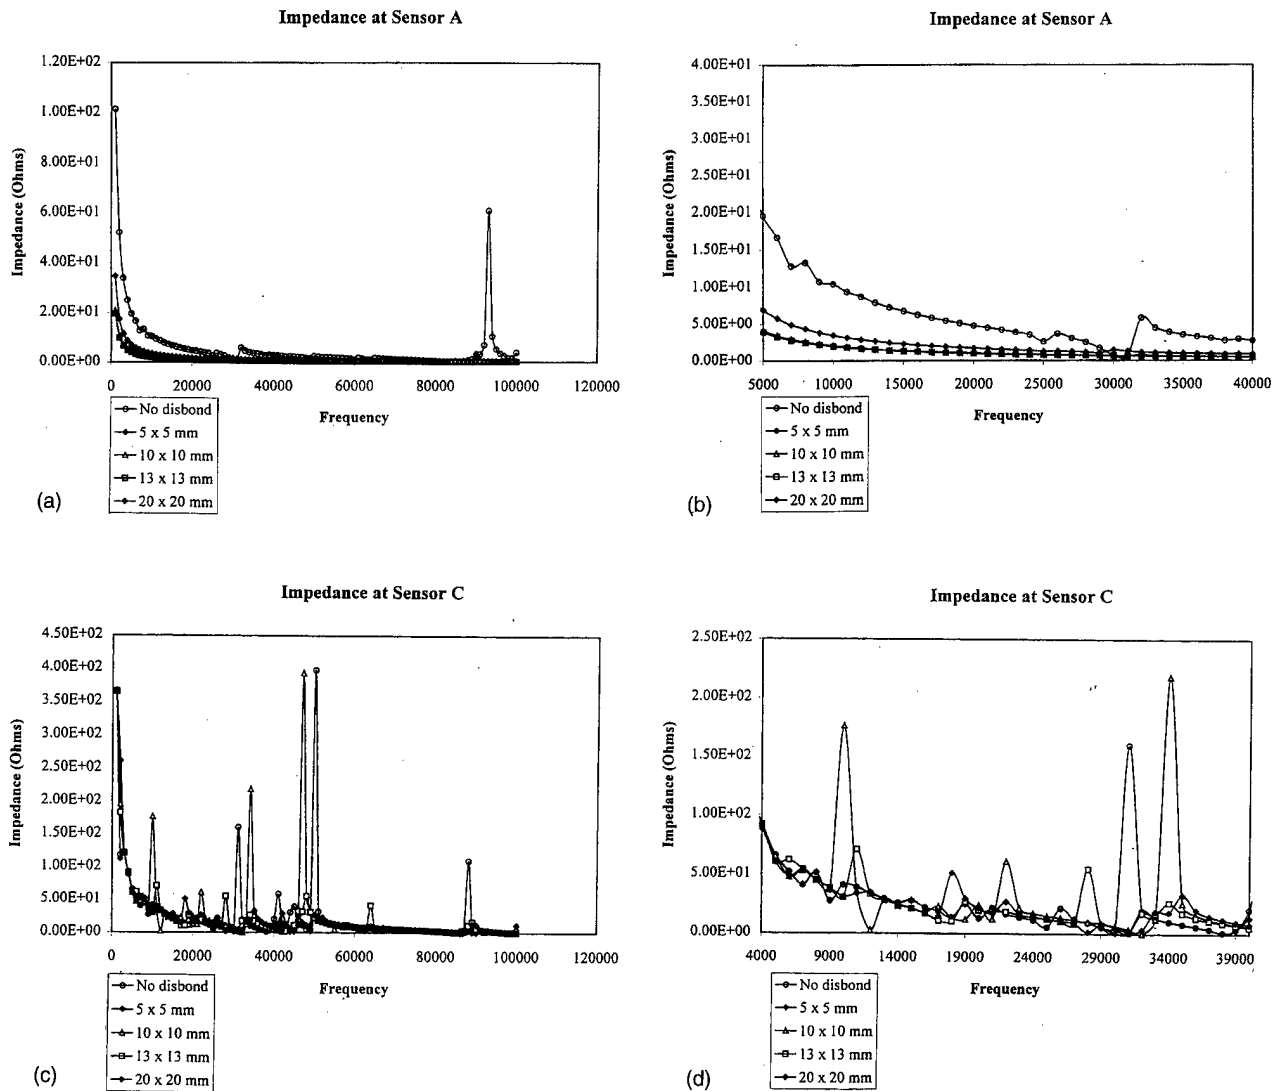 Impedance at Sensor A
1.20E+02
1.00E+02
8.00E+01
6.00E+01
4.00E+01
2.00E+01
0.00E+00
Impedance (Ohms)
0 20000 40000 60000 80000 100000 120000
Frequency
No disbond
5 x 5 mm
10 x 10 mm
13 x 13 mm
20 x 20 mm
(a)
Impedance at Sensor A
4.00E+01
3.50E+01
3.00E+01
2.50E+01
2.00E+01
1.50E+01
1.00E+01
5.00E+00
0.00E+00
Impedance (Ohms)
5000 10000 15000 20000 25000 30000 35000 40000
Frequency
No disbond
5 x 5 mm
10 x 10 mm
13 x 13 mm
20 x 20 mm
(b)
Impedance at Sensor C
4.50E+02
4.00E+02
3.50E+02
3.00E+02
2.50E+02
2.00E+02
1.50E+02
1.00E+02
5.00E+01
0.00E+00
Impedance (Ohms)
0 20000 40000 60000 80000 100000 120000
Frequency
No disbond
5 x 5 mm
10 x 10 mm
13 x 13 mm
20 x 20 mm
(c)
Impedance at Sensor C
2.50E+02
2.00E+02
1.50E+02
1.00E+02
5.00E+01
0.00E+00
Impedance (Ohms)
4000 9000 14000 19000 24000 29000 34000 39000
Frequency
No disbond
5 x 5 mm
10 x 10 mm
13 x 13 mm
20 x 20 mm
(d)